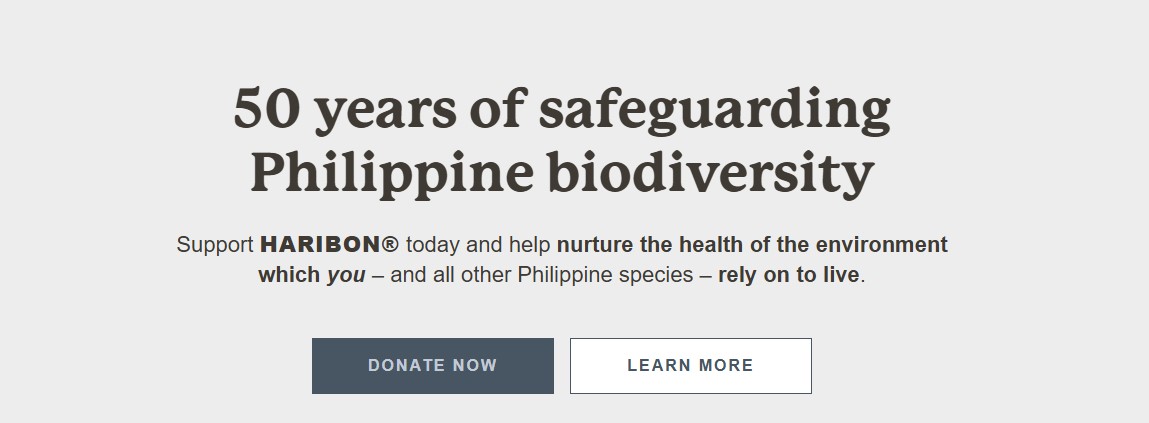 50 years of safeguarding
Philippine biodiversity
Support HARIBON® today and help nurture the health of the environment
which you – and all other Philippine species – rely on to live.
DONATE NOW
LEARN MORE